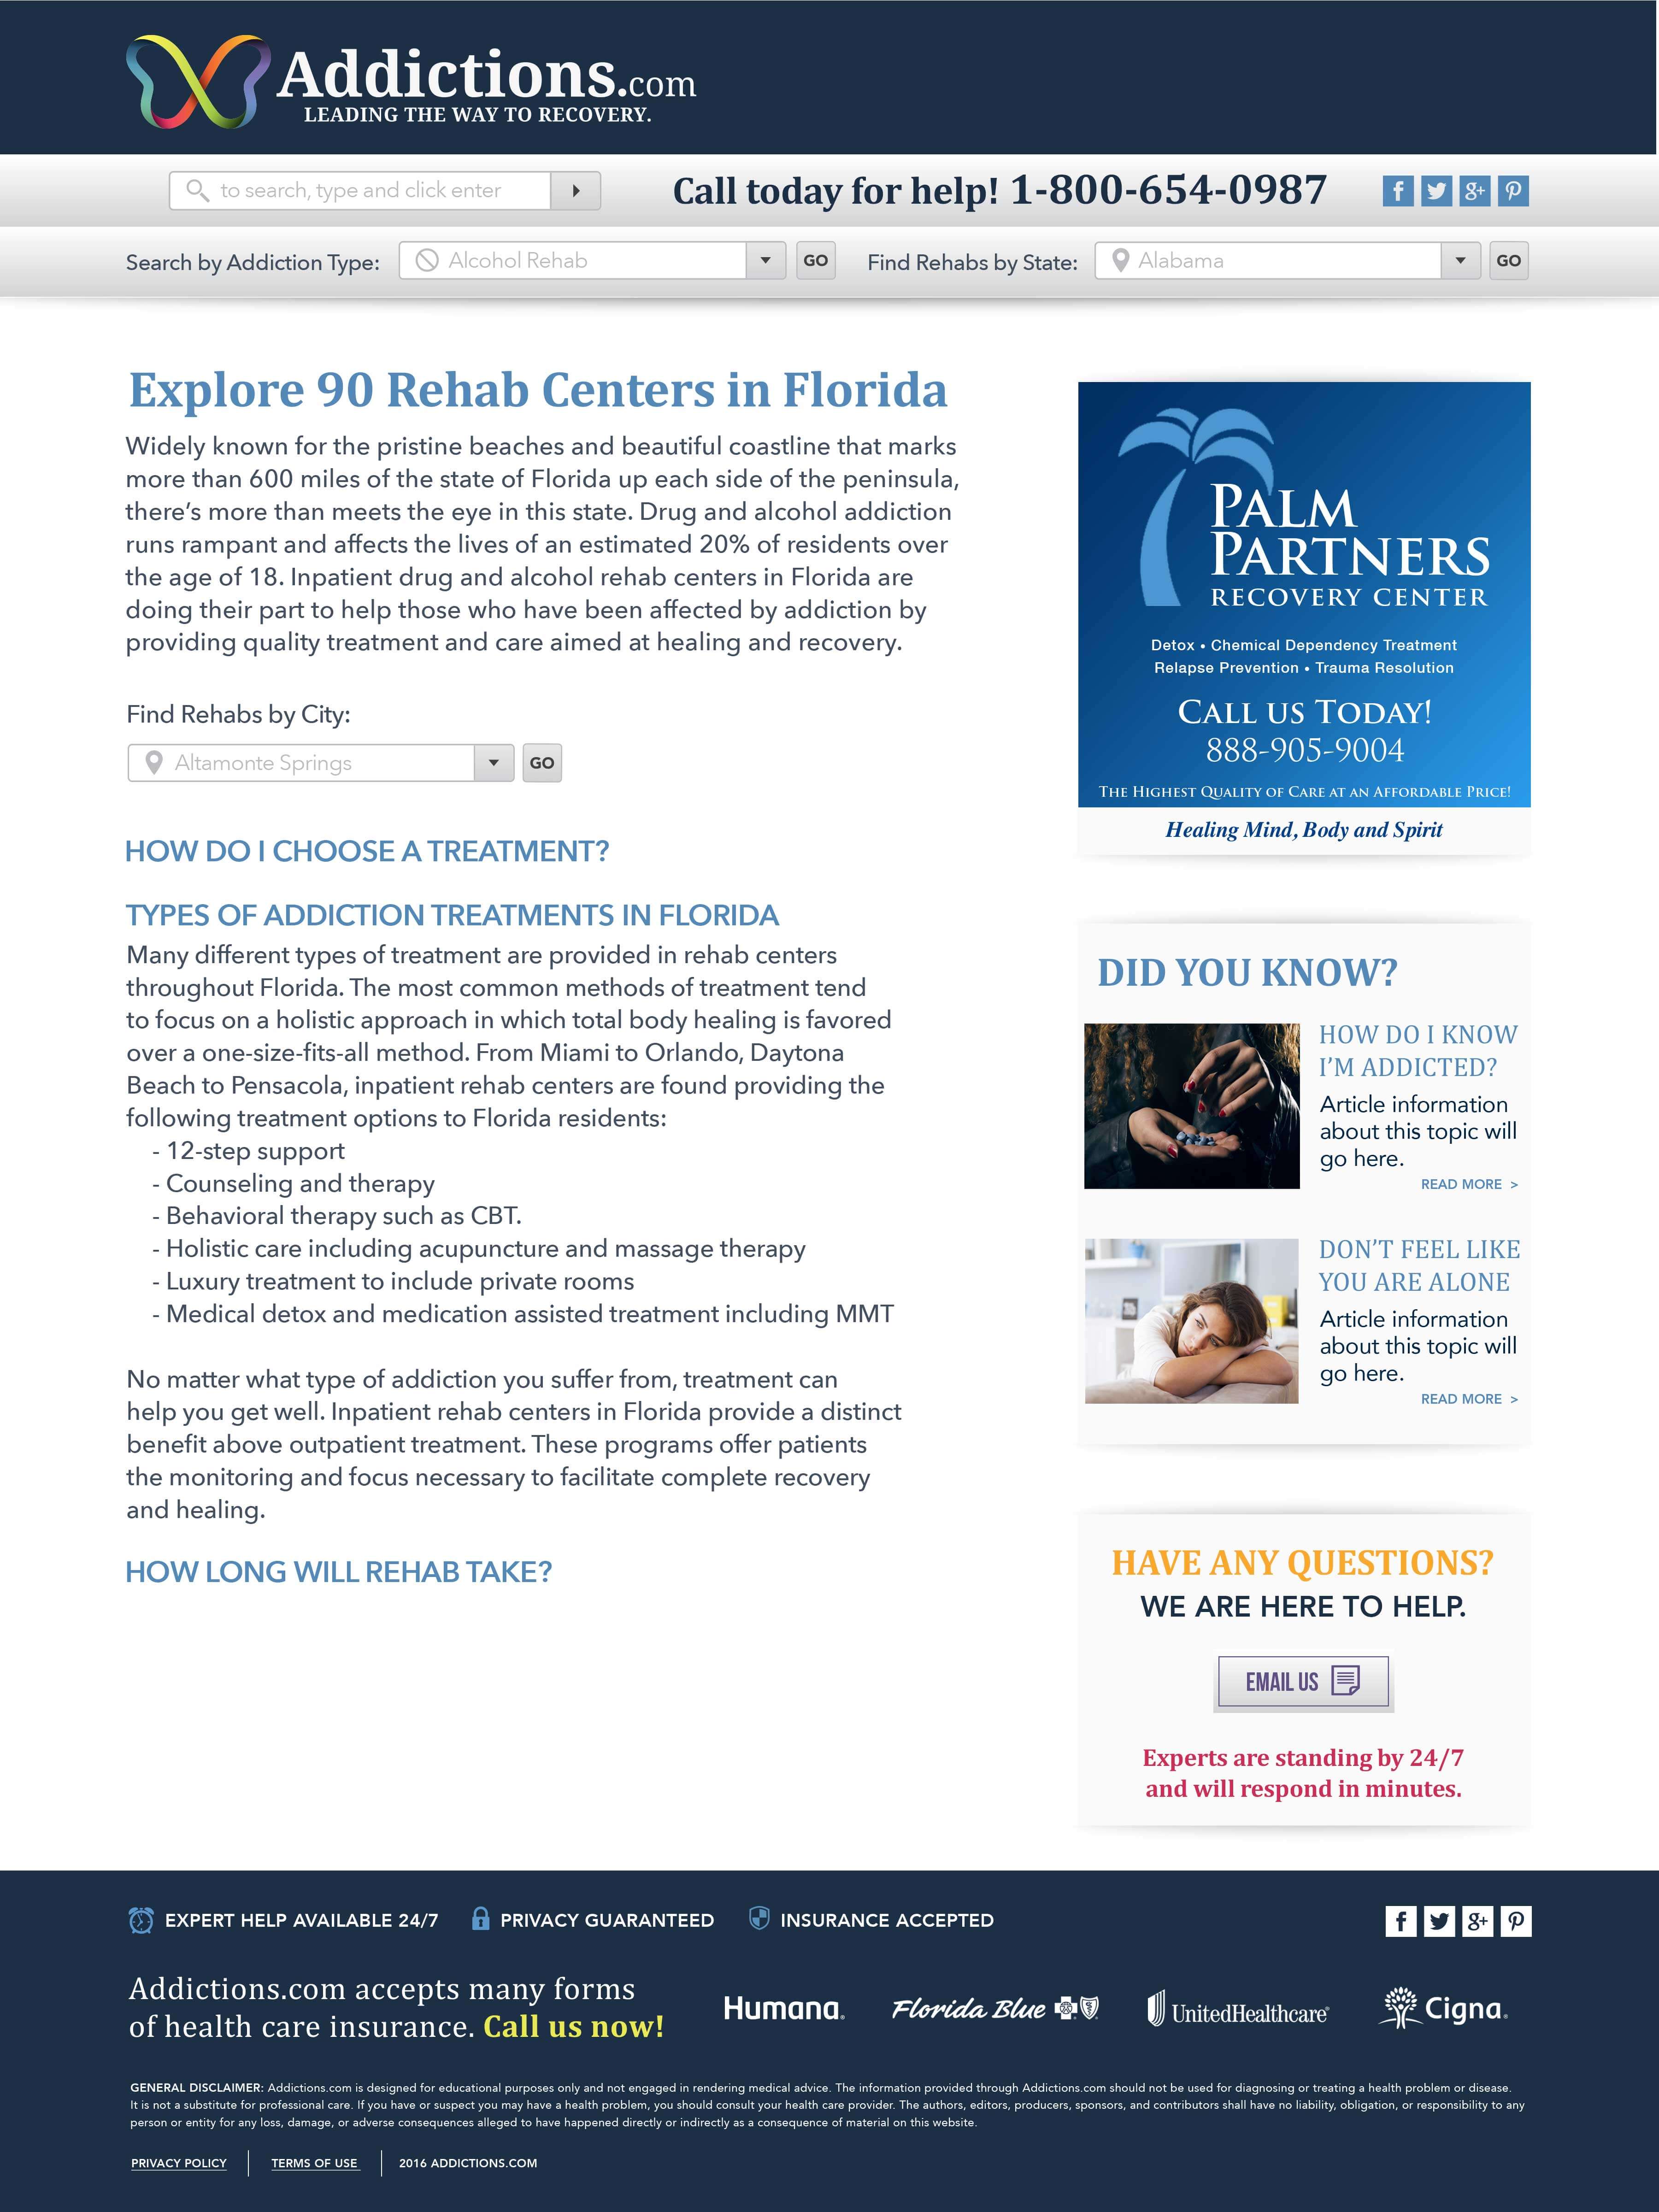 Addictions.com
LEADING THE WAY TO RECOVERY.
to search, type and click enter
Call today for help! 1-800-654-0987
f g+
Search by Addiction Type:
Alcohol Rehab
GO
Find Rehabs by State:
Alabama
GO
Explore 90 Rehab Centers in Florida
Widely known for the pristine beaches and beautiful coastline that marks
more than 600 miles of the state of Florida up each side of the peninsula,
there's more than meets the eye in this state. Drug and alcohol addiction
runs rampant and affects the lives of an estimated 20% of residents over
the age of 18. Inpatient drug and alcohol rehab centers in Florida are
doing their part to help those who have been affected by addiction by
providing quality treatment and care aimed at healing and recovery.
Find Rehabs by City:
Altamonte Springs
GO
HOW DO I CHOOSE A TREATMENT?
TYPES OF ADDICTION TREATMENTS IN FLORIDA
Many different types of treatment are provided in rehab centers
throughout Florida. The most common methods of treatment tend
to focus on a holistic approach in which total body healing is favored
over a one-size-fits-all method. From Miami to Orlando, Daytona
Beach to Pensacola, inpatient rehab centers are found providing the
following treatment options to Florida residents:
- 12-step support
- Counseling and therapy
- Behavioral therapy such as CBT.
- Holistic care including acupuncture and massage therapy
- Luxury treatment to include private rooms
- Medical detox and medication assisted treatment including MMT
No matter what type of addiction you suffer from, treatment can
help you get well. Inpatient rehab centers in Florida provide a distinct
benefit above outpatient treatment. These programs offer patients
the monitoring and focus necessary to facilitate complete recovery
and healing.
HOW LONG WILL REHAB TAKE?
PALM
PARTNERS
RECOVERY CENTER
Detox • Chemical Dependency Treatment
Relapse Prevention • Trauma Resolution
CALL US TODAY!
888-905-9004
THE HIGHEST QUALITY OF CARE AT AN AFFORDABLE PRICE!
Healing Mind, Body and Spirit
DID YOU KNOW?
HOW DO I KNOW
I'M ADDICTED?
Article information
about this topic will
go here.
READ MORE >
DON'T FEEL LIKE
YOU ARE ALONE
Article information
about this topic will
go here.
READ MORE >
HAVE ANY QUESTIONS?
WE ARE HERE TO HELP.
EMAIL US
Experts are standing by 24/7
and will respond in minutes.
EXPERT HELP AVAILABLE 24/7
PRIVACY GUARANTEED
INSURANCE ACCEPTED
f g+
Addictions.com accepts many forms
of health care insurance. Call us now!
Humana.
Florida Blue
UnitedHealthcare®
Cigna.
GENERAL DISCLAIMER: Addictions.com is designed for educational purposes only and not engaged in rendering medical advice. The information provided through Addictions.com should not be used for diagnosing or treating a health problem or disease.
It is not a substitute for professional care. If you have or suspect you may have a health problem, you should consult your health care provider. The authors, editors, producers, sponsors, and contributors shall have no liability, obligation, or responsibility to any
person or entity for any loss, damage, or adverse consequences alleged to have happened directly or indirectly as a consequence of material on this website.
PRIVACY POLICY
TERMS OF USE
2016 ADDICTIONS.COM